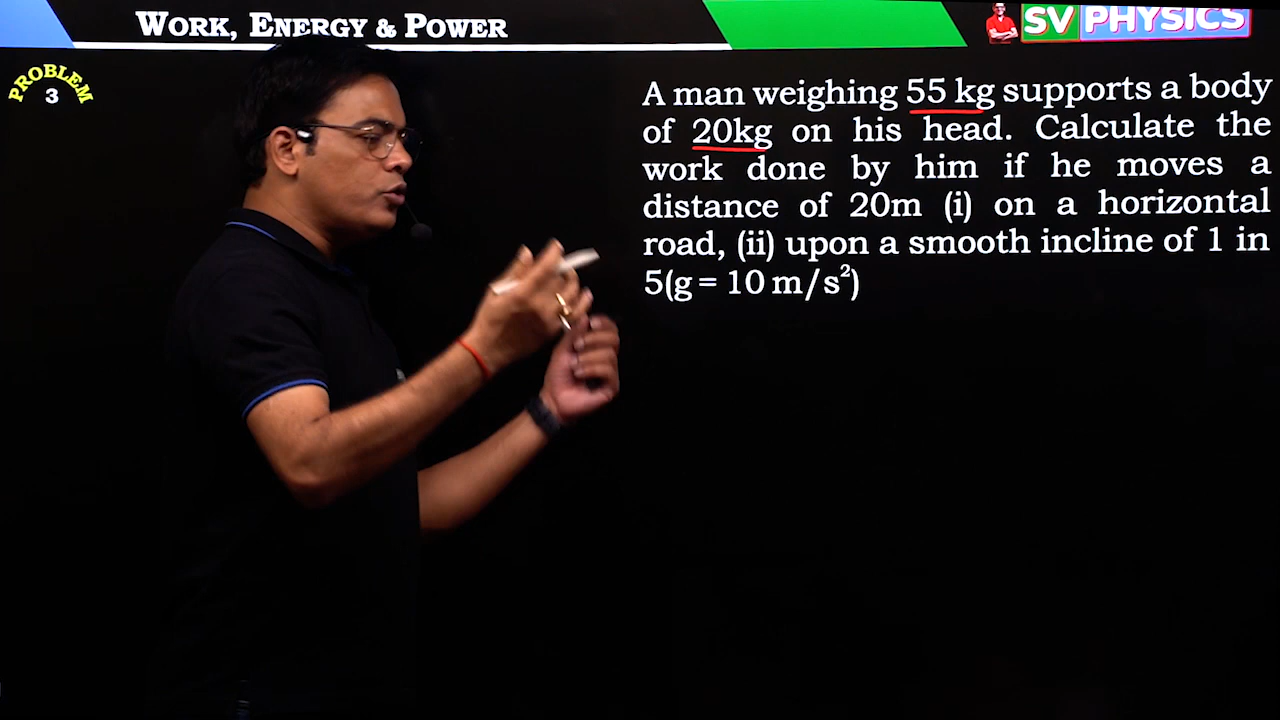 WORK, ENERGY & POWER
SV PHYSICS
PROBLEM
3
A man weighing 55 kg supports a body
of 20kg on his head. Calculate the
work done by him if he moves a
distance of 20m (i) on a horizontal
road, (ii) upon a smooth incline of 1 in
5(g = 10 m/s²)